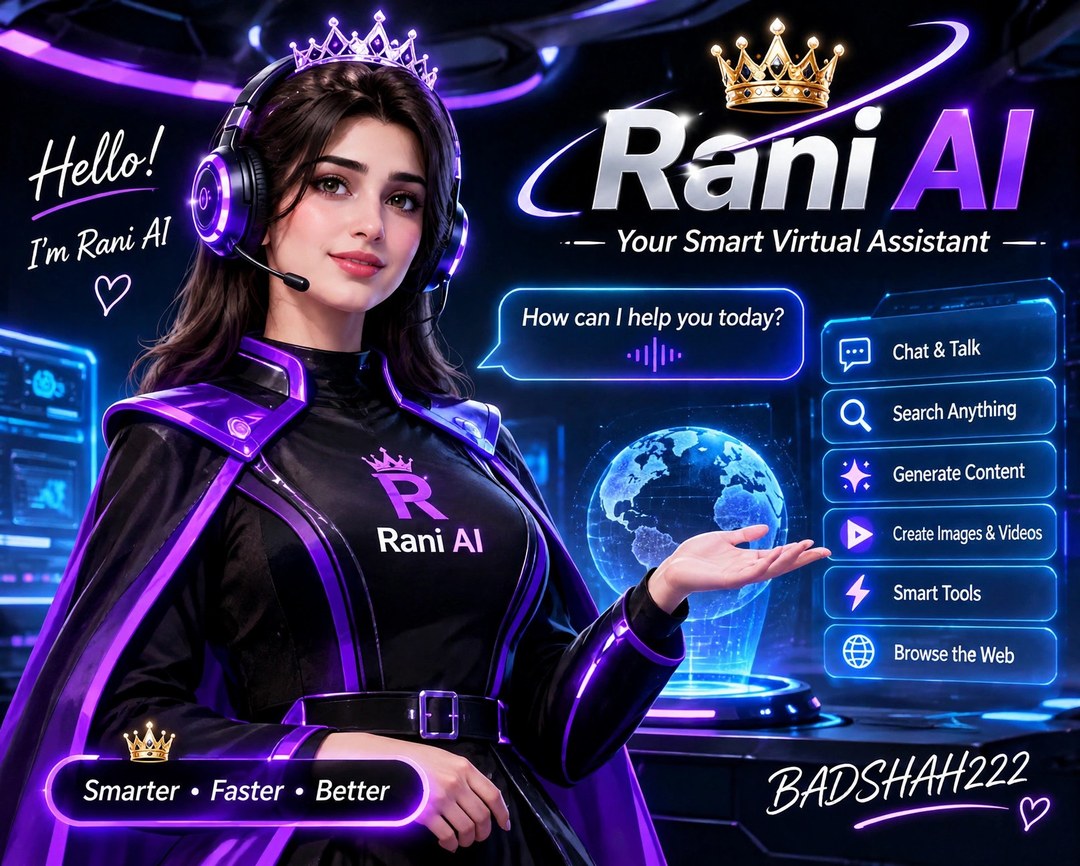 Hello!
I'm Rani AI
Rani AI
Your Smart Virtual Assistant
How can I help you today?
Chat & Talk
Search Anything
Generate Content
Create Images & Videos
Smart Tools
Browse the Web
R
Rani AI
Smarter • Faster • Better
BADSHAH222